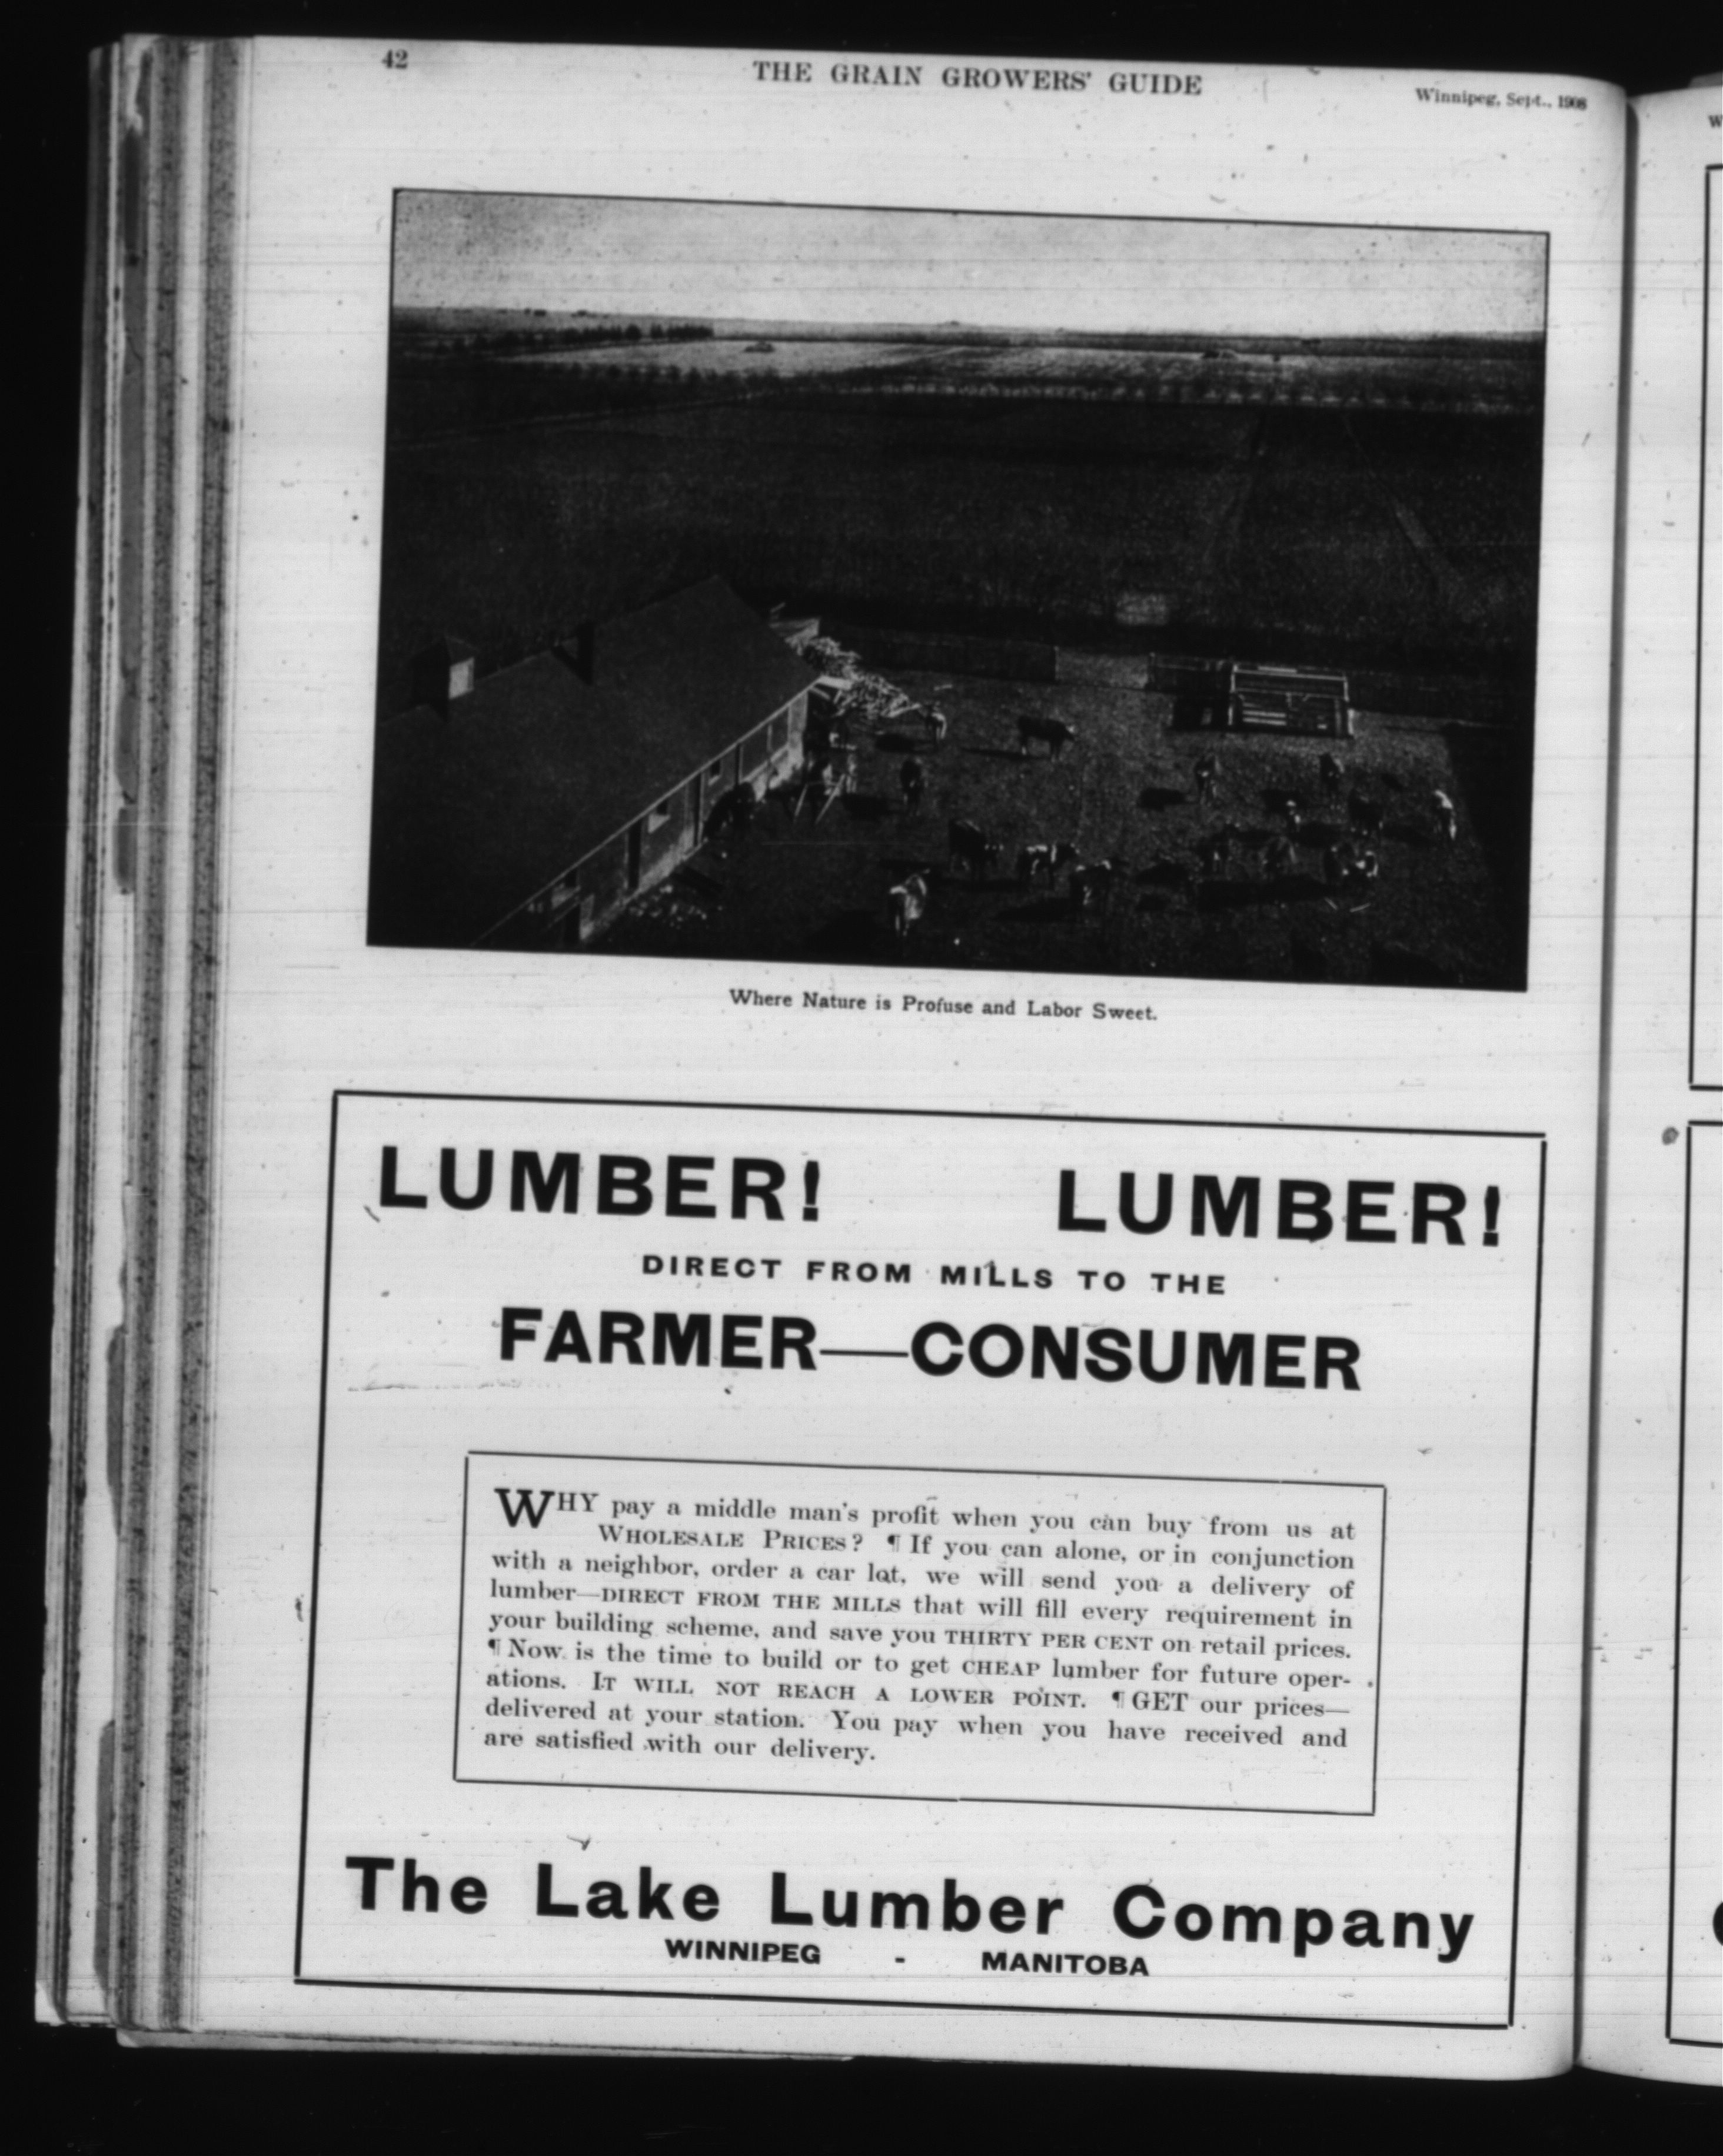 42
THE GRAIN GROWERS' GUIDE
Winnipeg, Sept., 1908
Where Nature is Profuse and Labor Sweet.
LUMBER! LUMBER!
DIRECT FROM MILLS TO THE
FARMER—CONSUMER
WHY pay a middle man's profit when you can buy from us at
WHOLESALE PRICES? ¶ If you can alone, or in conjunction
with a neighbor, order a car lot, we will send you a delivery of
lumber—DIRECT FROM THE MILLS that will fill every requirement in
your building scheme, and save you THIRTY PER CENT on retail prices.
¶ Now is the time to build or to get CHEAP lumber for future oper-
ations. IT WILL NOT REACH A LOWER POINT. ¶ GET our prices—
delivered at your station. You pay when you have received and
are satisfied with our delivery.
The Lake Lumber Company
WINNIPEG - MANITOBA